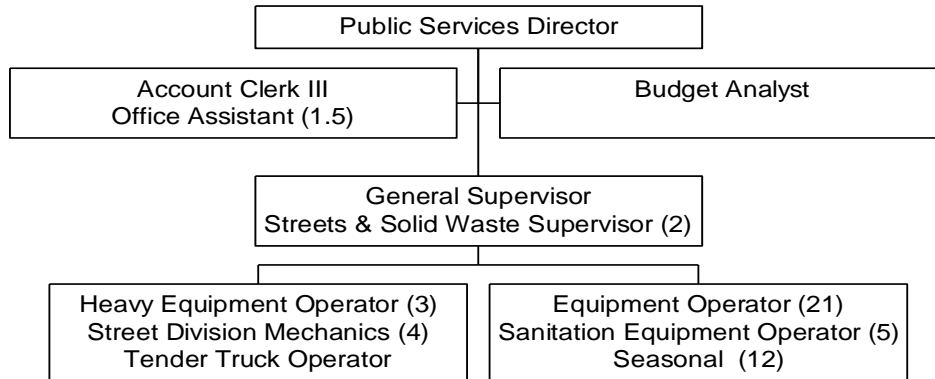 Public Services Director
Account Clerk III
Office Assistant (1.5)
Budget Analyst
General Supervisor
Streets & Solid Waste Supervisor (2)
Heavy Equipment Operator (3)
Street Division Mechanics (4)
Tender Truck Operator
Equipment Operator (21)
Sanitation Equipment Operator (5)
Seasonal (12)